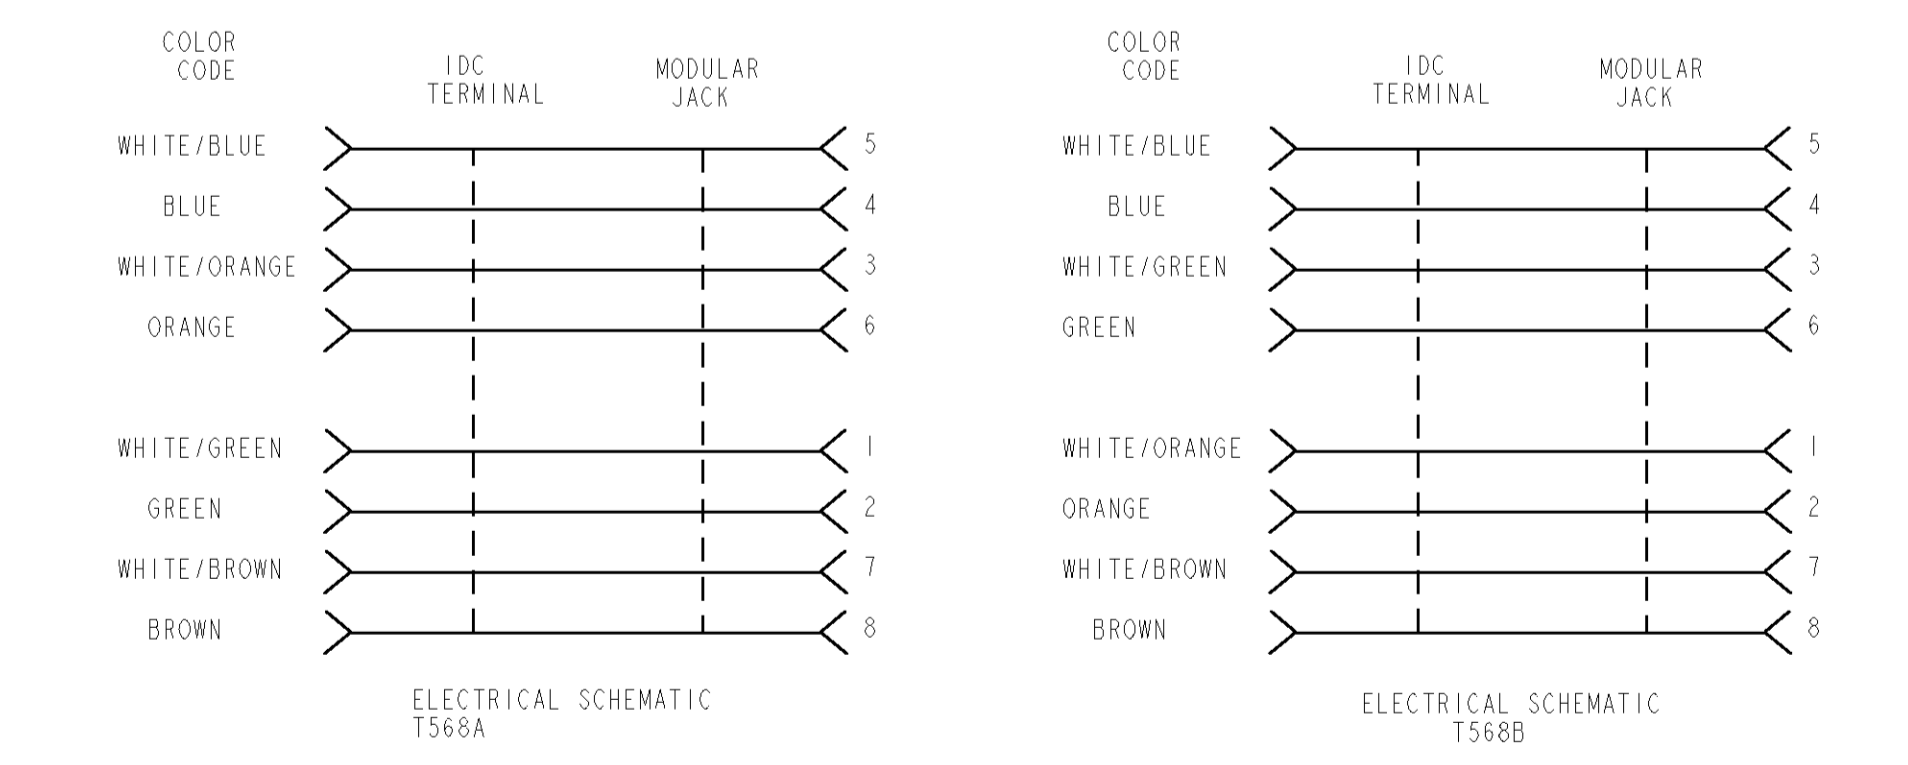 COLOR
CODE
IDC
TERMINAL
MODULAR
JACK
WHITE/BLUE 5
BLUE 4
WHITE/ORANGE 3
ORANGE 6
WHITE/GREEN 1
GREEN 2
WHITE/BROWN 7
BROWN 8
ELECTRICAL SCHEMATIC
T568A
COLOR
CODE
IDC
TERMINAL
MODULAR
JACK
WHITE/BLUE 5
BLUE 4
WHITE/GREEN 3
GREEN 6
WHITE/ORANGE 1
ORANGE 2
WHITE/BROWN 7
BROWN 8
ELECTRICAL SCHEMATIC
T568B